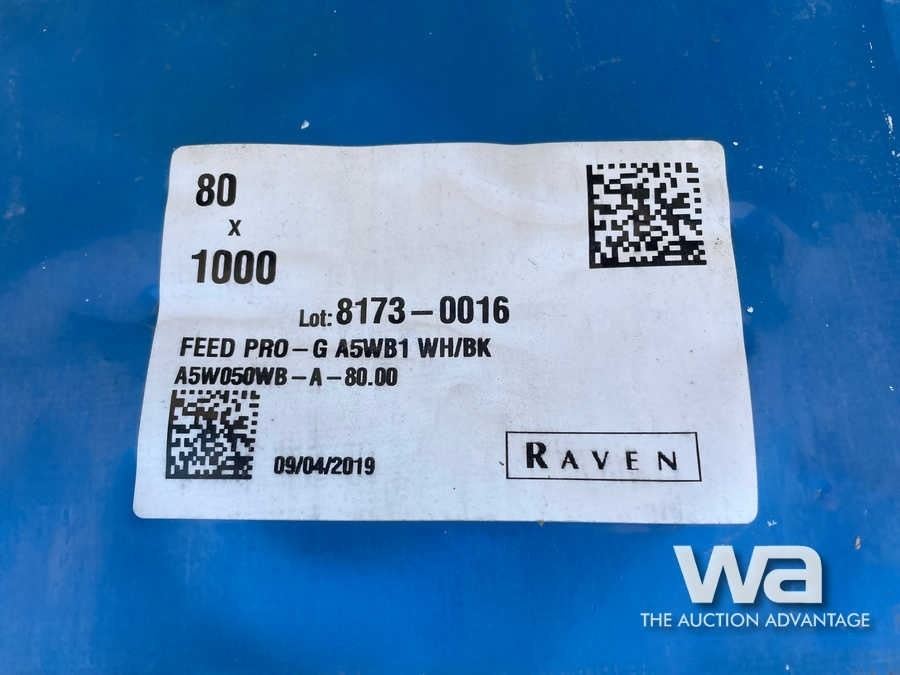 80
x
1000
Lot: 8173-0016
FEED PRO-G A5WB1 WH/BK
A5W050WB-A-80.00
09/04/2019
RAVEN
wa
THE AUCTION ADVANTAGE